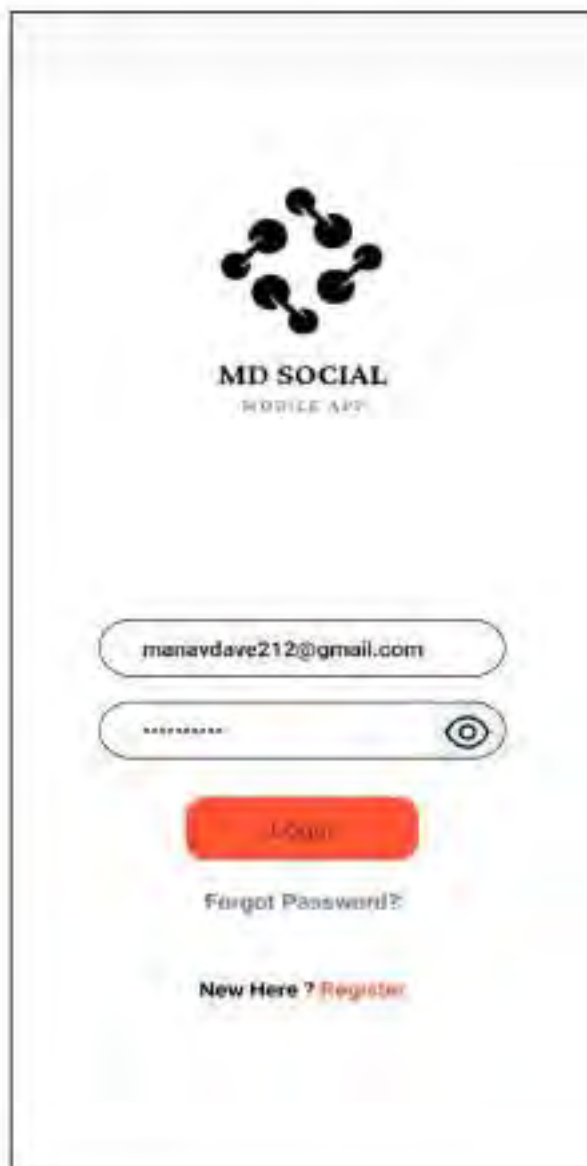 MD SOCIAL
MOBILE APP
manavdave212@gmail.com
••••••••••
Login
Forgot Password?
New Here ? Register